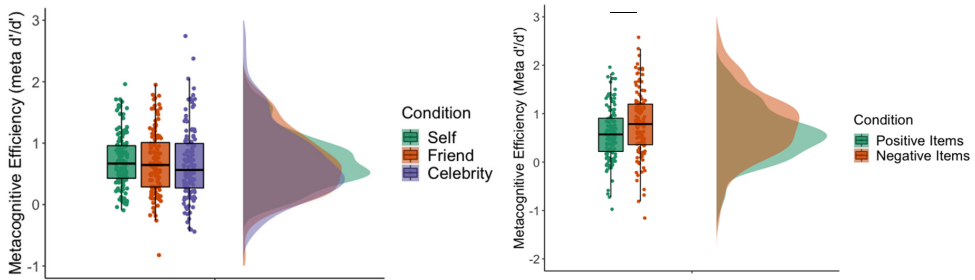 Metacognitive Efficiency (meta d'/d')
3
2
1
0
-1
Condition
Self
Friend
Celebrity
Metacognitive Efficiency (Meta d'/d')
3
2
1
0
-1
-2
Condition
Positive Items
Negative Items